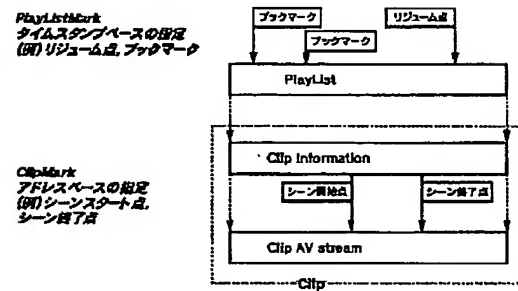 PlayListMark
タイムスタンプベースの指定
(例)リジューム点, ブックマーク
ブックマーク
リジューム点
ブックマーク
PlayList
Clip Information
ClipMark
アドレスベースの指定
(例)シーンスタート点,
シーン終了点
シーン開始点
シーン終了点
Clip AV stream
Clip